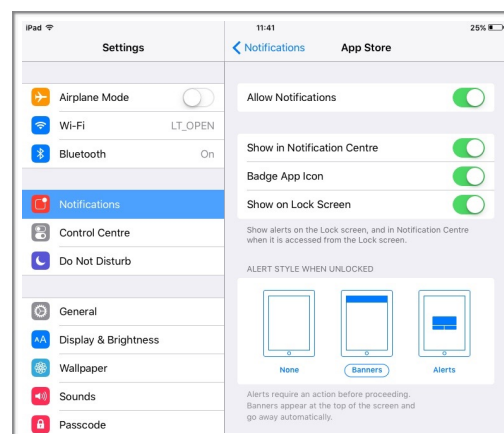 iPad 11:41 25%
Settings
Notifications App Store
Airplane Mode
Wi-Fi LT_OPEN
Bluetooth On
Notifications
Control Centre
Do Not Disturb
General
AA Display & Brightness
Wallpaper
Sounds
Passcode
Allow Notifications
Show in Notification Centre
Badge App Icon
Show on Lock Screen
Show alerts on the Lock screen, and in Notification Centre
when it is accessed from the Lock screen.
ALERT STYLE WHEN UNLOCKED
None Banners Alerts
Alerts require an action before proceeding.
Banners appear at the top of the screen and
go away automatically.